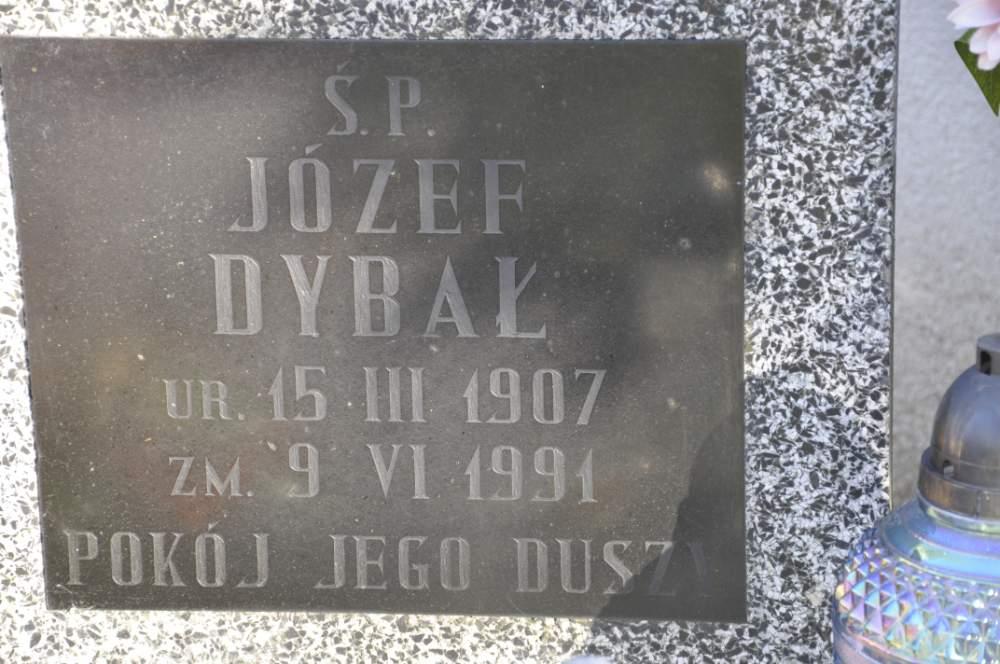 Ś.P.
JÓZEF
DYBAŁ
UR. 15 III 1907
ZM. 9 VI 1991
POKÓJ JEGO DUSZY